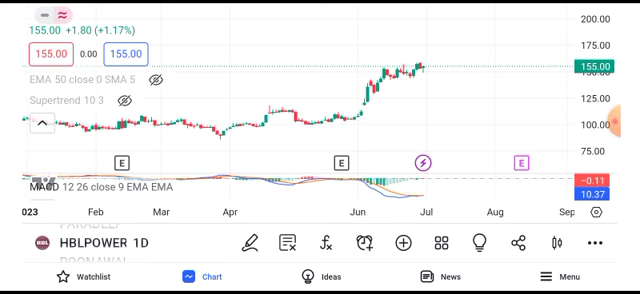 155.00 +1.80 (+1.17%)
155.00 0.00 155.00
EMA 50 close 0 SMA 5
Supertrend 10 3
200.00
175.00
155.00
150.00
125.00
100.00
75.00
E E E
MACD 12 26 close 9 EMA EMA
−0.11
10.37
023 Feb Mar Apr Jun Jul Aug Sep
HBL HBLPOWER 1D
Watchlist Chart Ideas News Menu